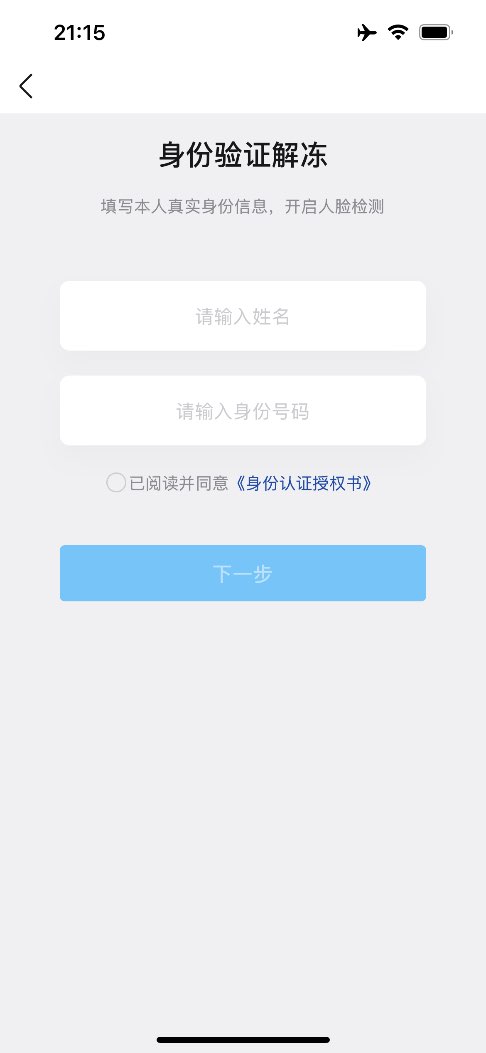 21:15
身份验证解冻
填写本人真实身份信息，开启人脸检测
请输入姓名
请输入身份号码
已阅读并同意《身份认证授权书》
下一步